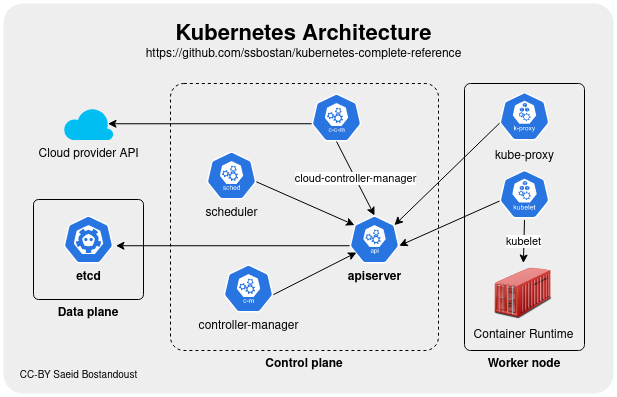 Kubernetes Architecture
https://github.com/ssbostan/kubernetes-complete-reference
c-c-m
k-proxy
Cloud provider API
kube-proxy
cloud-controller-manager
sched
scheduler
kubelet
kubelet
api
etcd
apiserver
c-m
Data plane
controller-manager
Container Runtime
Control plane
Worker node
CC-BY Saeid Bostandoust